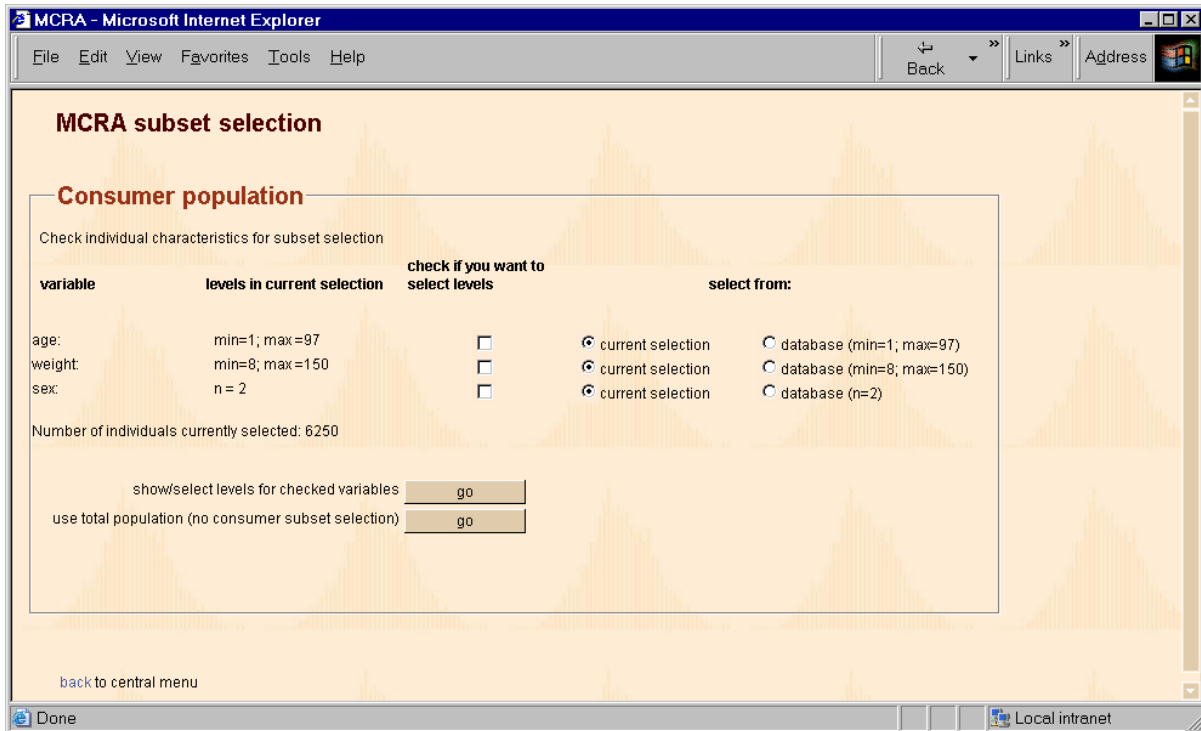 MCRA - Microsoft Internet Explorer
File Edit View Favorites Tools Help
Back
»
Links
»
Address
MCRA subset selection
Consumer population
Check individual characteristics for subset selection
variable levels in current selection check if you want to select levels select from:
age: min=1; max=97 current selection database (min=1; max=97)
weight: min=8; max=150 current selection database (min=8; max=150)
sex: n = 2 current selection database (n=2)
Number of individuals currently selected: 6250
show/select levels for checked variables go
use total population (no consumer subset selection) go
back to central menu
Done
Local intranet